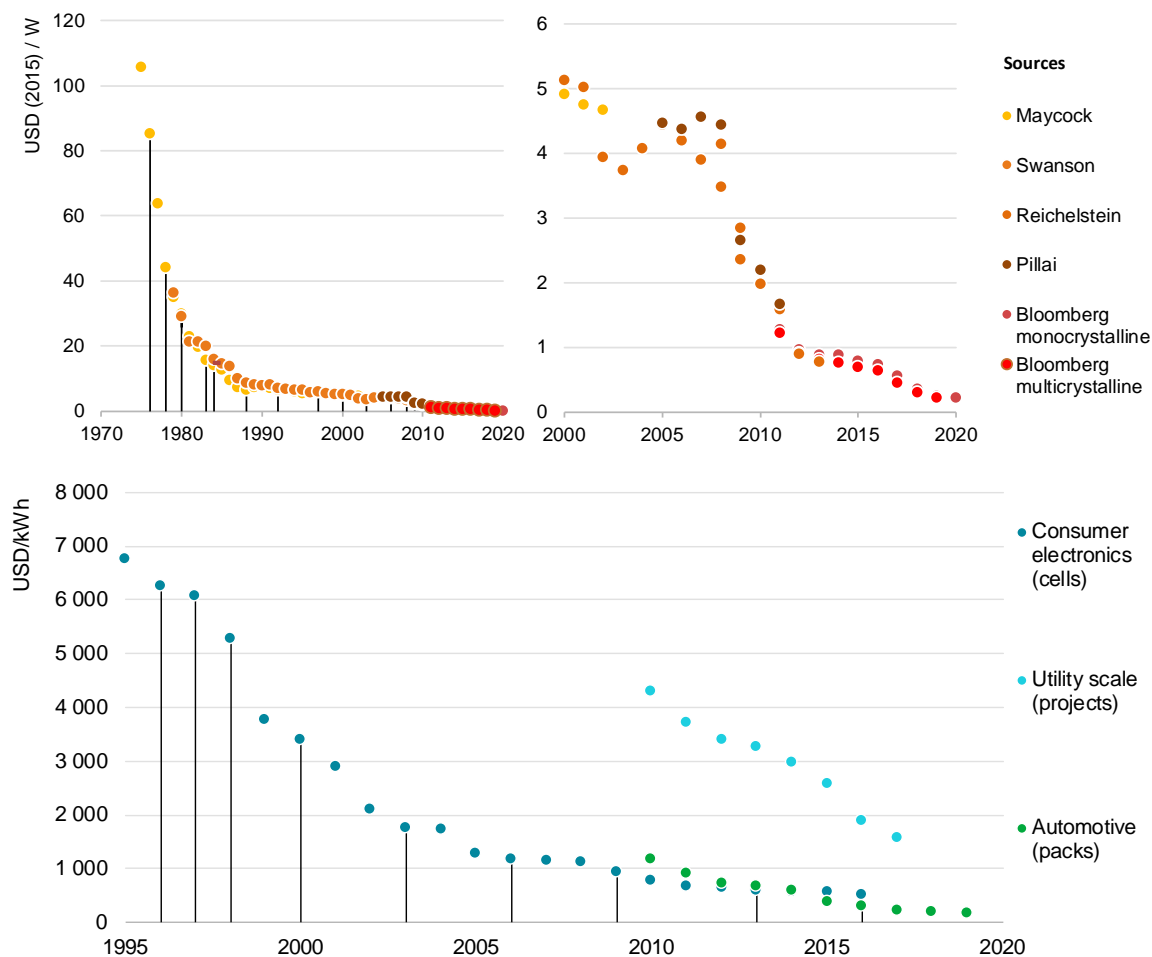 USD (2015) / W
120
100
80
60
40
20
0
1970
1980
1990
2000
2010
2020
6
5
4
3
2
1
0
2000
2005
2010
2015
2020
Sources
Maycock
Swanson
Reichelstein
Pillai
Bloomberg
monocrystalline
Bloomberg
multicrystalline
USD/kWh
8 000
7 000
6 000
5 000
4 000
3 000
2 000
1 000
0
1995
2000
2005
2010
2015
2020
Consumer
electronics
(cells)
Utility scale
(projects)
Automotive
(packs)